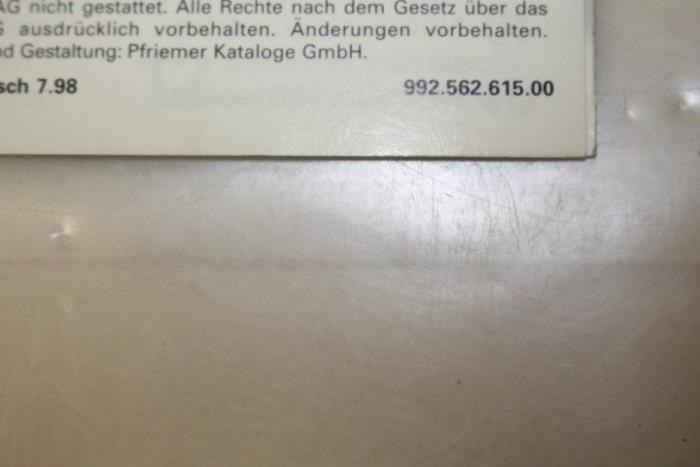 AG nicht gestattet. Alle Rechte nach dem Gesetz über das
G ausdrücklich vorbehalten. Änderungen vorbehalten.
nd Gestaltung: Pfriemer Kataloge GmbH.
sch 7.98 992.562.615.00